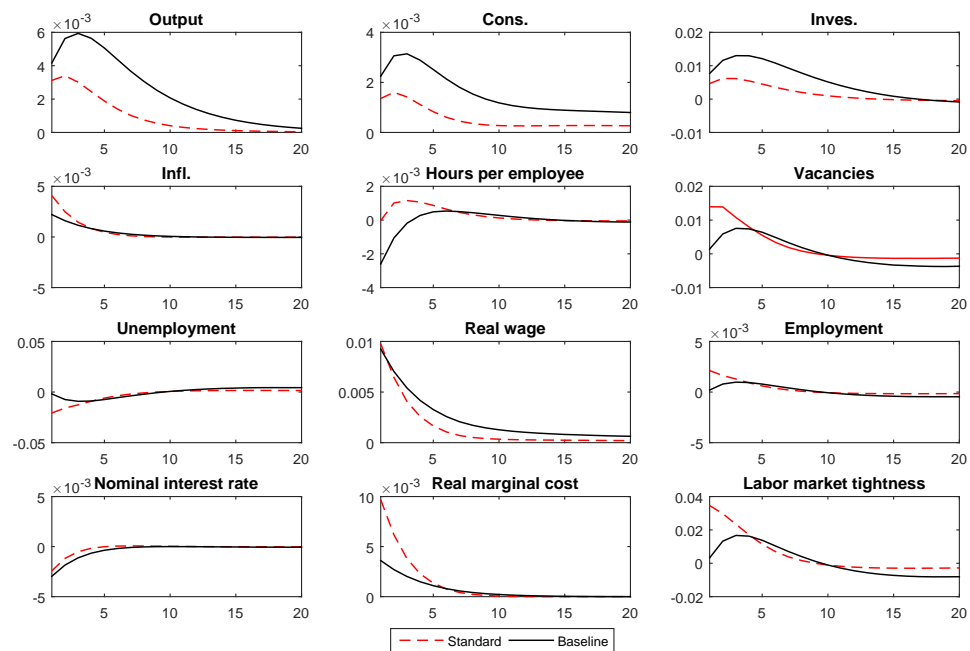 Output
×10-3
6
4
2
0
5 10 15 20
Cons.
×10-3
4
2
0
5 10 15 20
Inves.
0.02
0.01
0
-0.01
5 10 15 20
Infl.
×10-3
5
0
-5
5 10 15 20
Hours per employee
×10-3
2
0
-2
-4
5 10 15 20
Vacancies
0.02
0.01
0
-0.01
5 10 15 20
Unemployment
0.05
0
-0.05
5 10 15 20
Real wage
0.01
0.005
0
5 10 15 20
Employment
×10-3
5
0
-5
5 10 15 20
Nominal interest rate
×10-3
5
0
-5
5 10 15 20
Real marginal cost
×10-3
10
5
0
5 10 15 20
Labor market tightness
0.04
0.02
0
-0.02
5 10 15 20
Standard Baseline